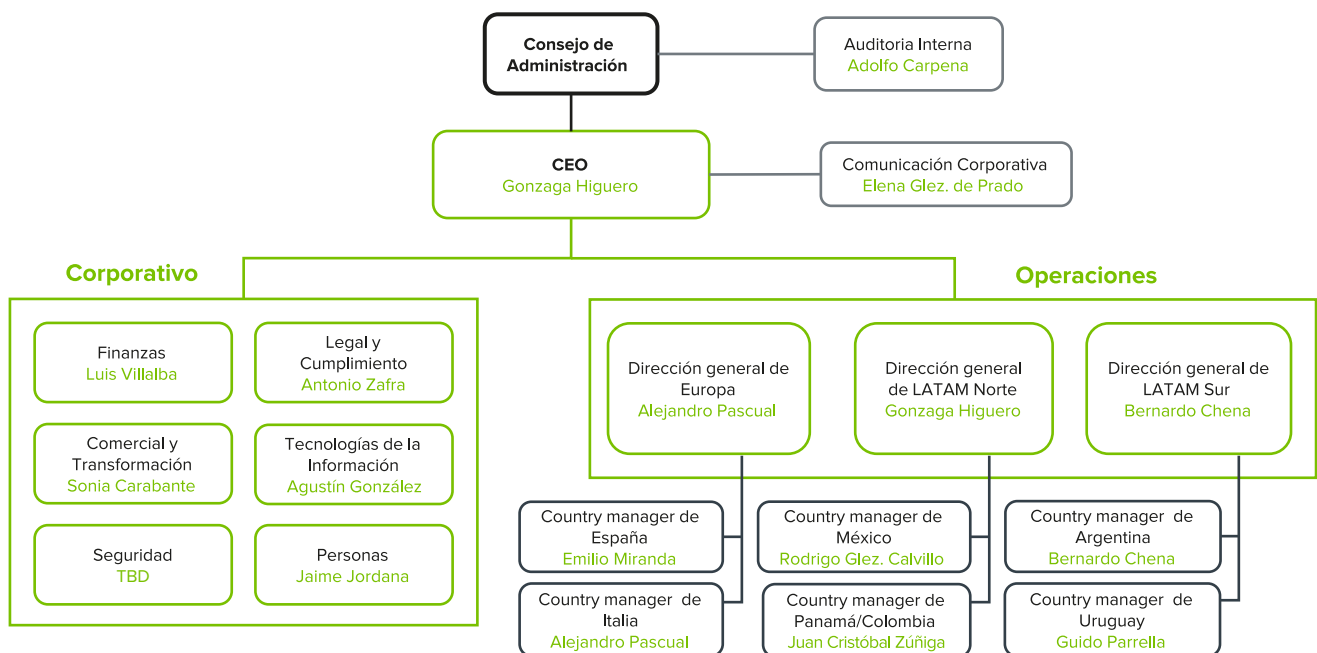 Consejo de
Administración
Auditoria Interna
Adolfo Carpena
CEO
Gonzaga Higuero
Comunicación Corporativa
Elena Glez. de Prado
Corporativo
Finanzas
Luis Villalba
Legal y
Cumplimiento
Antonio Zafra
Comercial y
Transformación
Sonia Carabante
Tecnologías de la
Información
Agustín González
Seguridad
TBD
Personas
Jaime Jordana
Operaciones
Dirección general de
Europa
Alejandro Pascual
Dirección general
de LATAM Norte
Gonzaga Higuero
Dirección general de
LATAM Sur
Bernardo Chena
Country manager de
España
Emilio Miranda
Country manager de
México
Rodrigo Glez. Calvillo
Country manager de
Argentina
Bernardo Chena
Country manager de
Italia
Alejandro Pascual
Country manager de
Panamá/Colombia
Juan Cristóbal Zúñiga
Country manager de
Uruguay
Guido Parrella